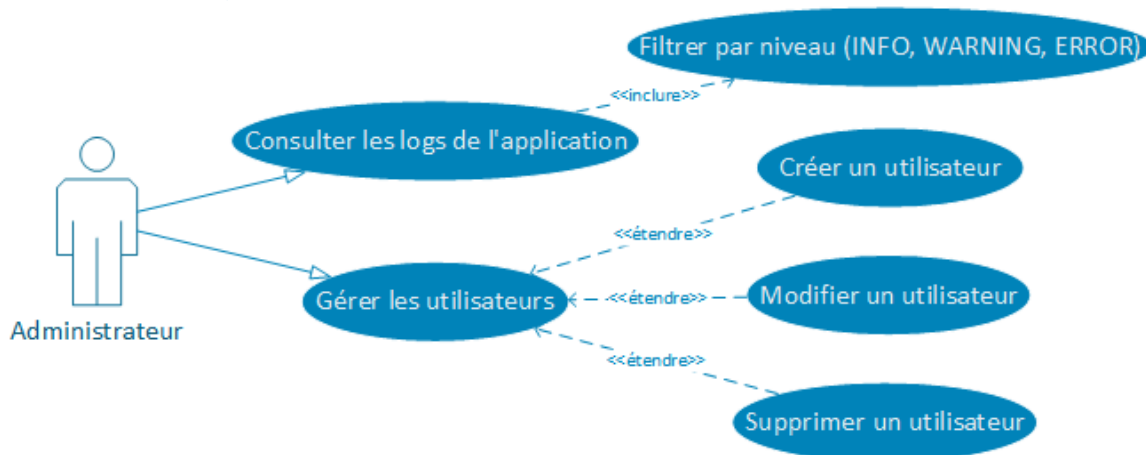 Filtrer par niveau (INFO, WARNING, ERROR)
<<inclure>>
Consulter les logs de l'application
Créer un utilisateur
<<étendre>>
Gérer les utilisateurs
<<étendre>>
Modifier un utilisateur
Administrateur
<<étendre>>
Supprimer un utilisateur